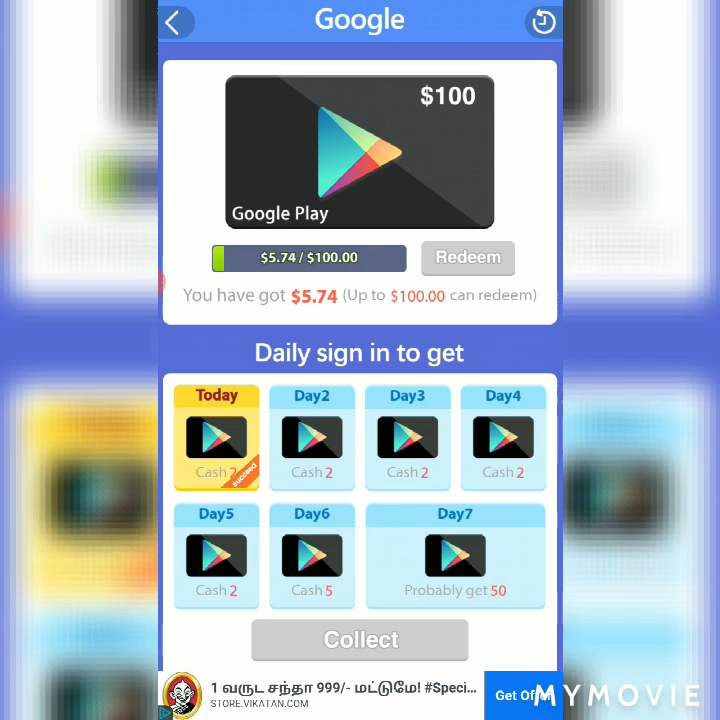 Google
$100
Google Play
$5.74 / $100.00
Redeem
You have got $5.74 (Up to $100.00 can redeem)
Daily sign in to get
Today Day2 Day3 Day4
Cash 2 Cash 2 Cash 2 Cash 2
succeed
Day5 Day6 Day7
Cash 2 Cash 5 Probably get 50
Collect
1 வருட சந்தா 999/- மட்டுமே! #Speci...
STORE.VIKATAN.COM
Get Offer
MYMOVIE